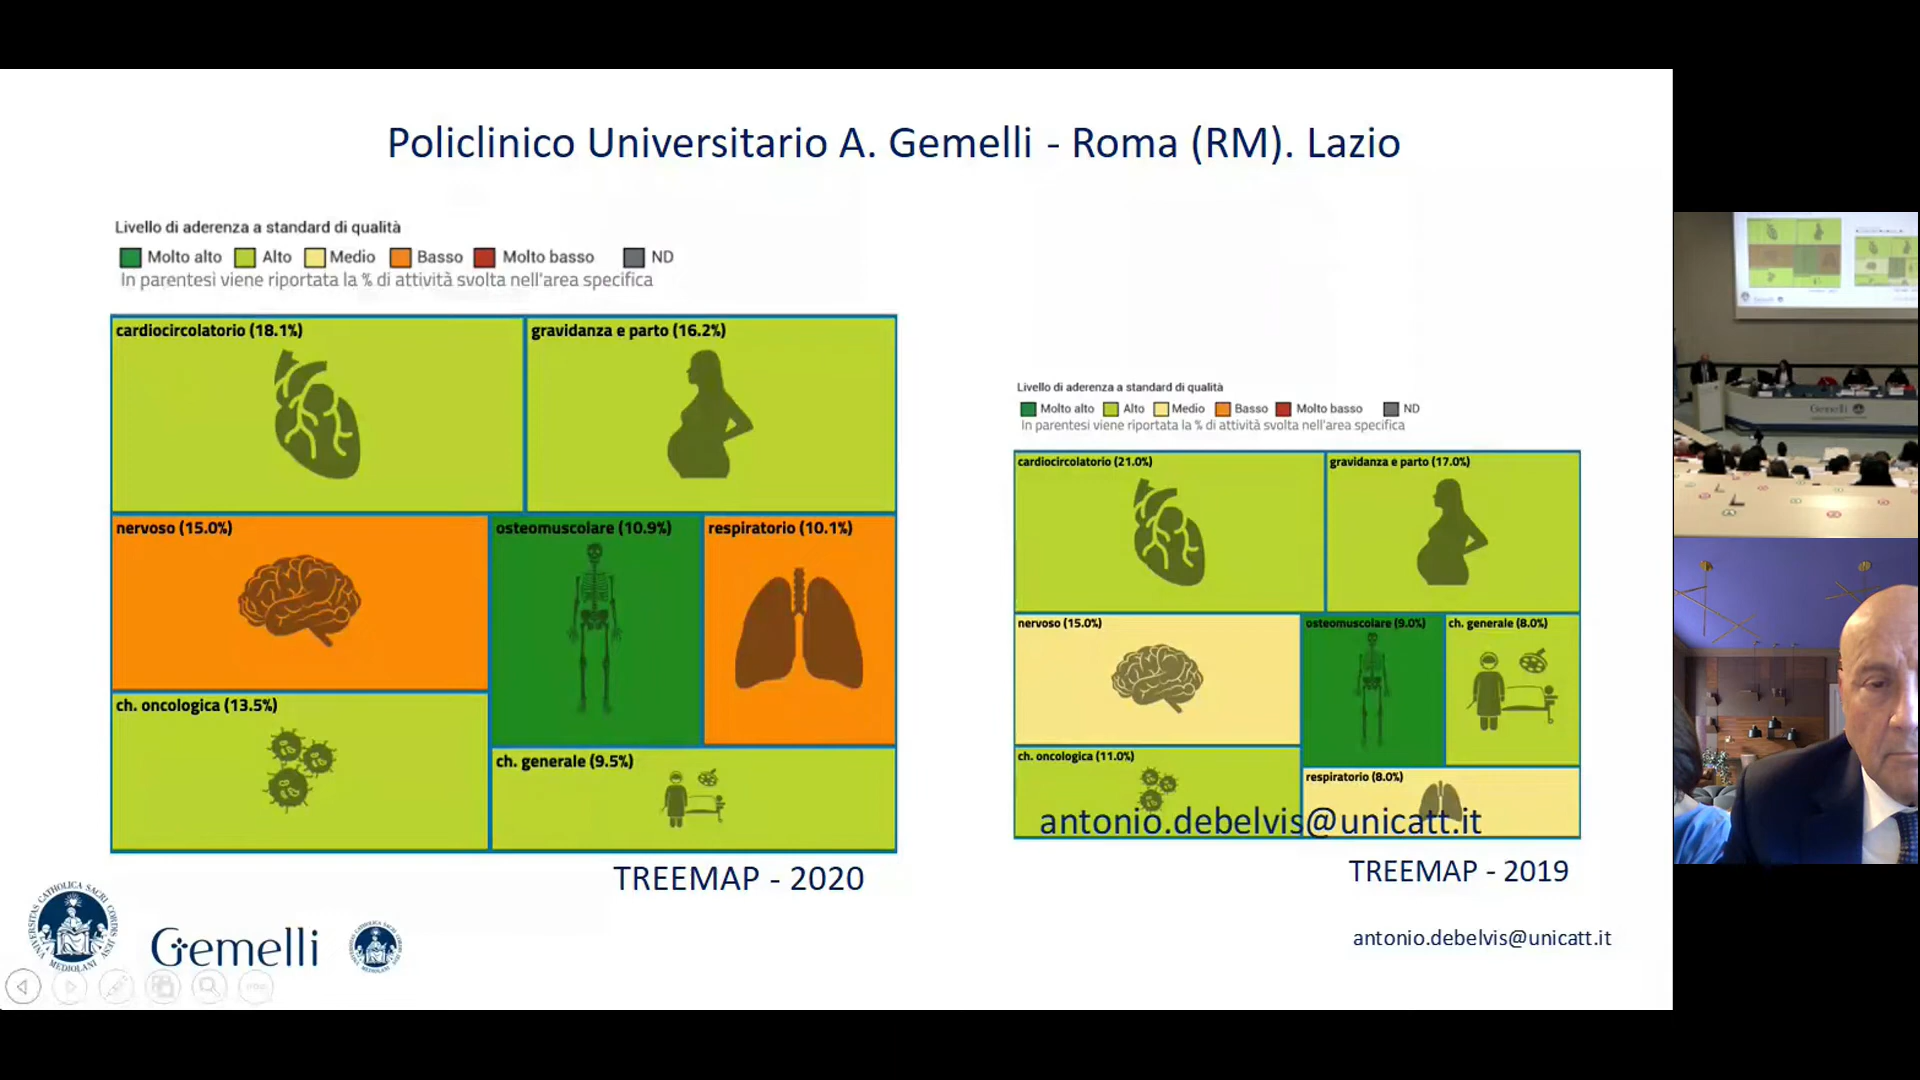 Policlinico Universitario A. Gemelli - Roma (RM). Lazio
Livello di aderenza a standard di qualità
Molto alto Alto Medio Basso Molto basso ND
In parentesi viene riportata la % di attività svolta nell'area specifica
cardiocircolatorio (18.1%)
gravidanza e parto (16.2%)
nervoso (15.0%)
osteomuscolare (10.9%)
respiratorio (10.1%)
ch. oncologica (13.5%)
ch. generale (9.5%)
TREEMAP - 2020
Livello di aderenza a standard di qualità
Molto alto Alto Medio Basso Molto basso ND
In parentesi viene riportata la % di attività svolta nell'area specifica
cardiocircolatorio (21.0%)
gravidanza e parto (17.0%)
nervoso (15.0%)
osteomuscolare (9.0%)
ch. generale (8.0%)
ch. oncologica (11.0%)
respiratorio (8.0%)
antonio.debelvis@unicatt.it
TREEMAP - 2019
antonio.debelvis@unicatt.it
Gemelli
Gemelli
Gemelli